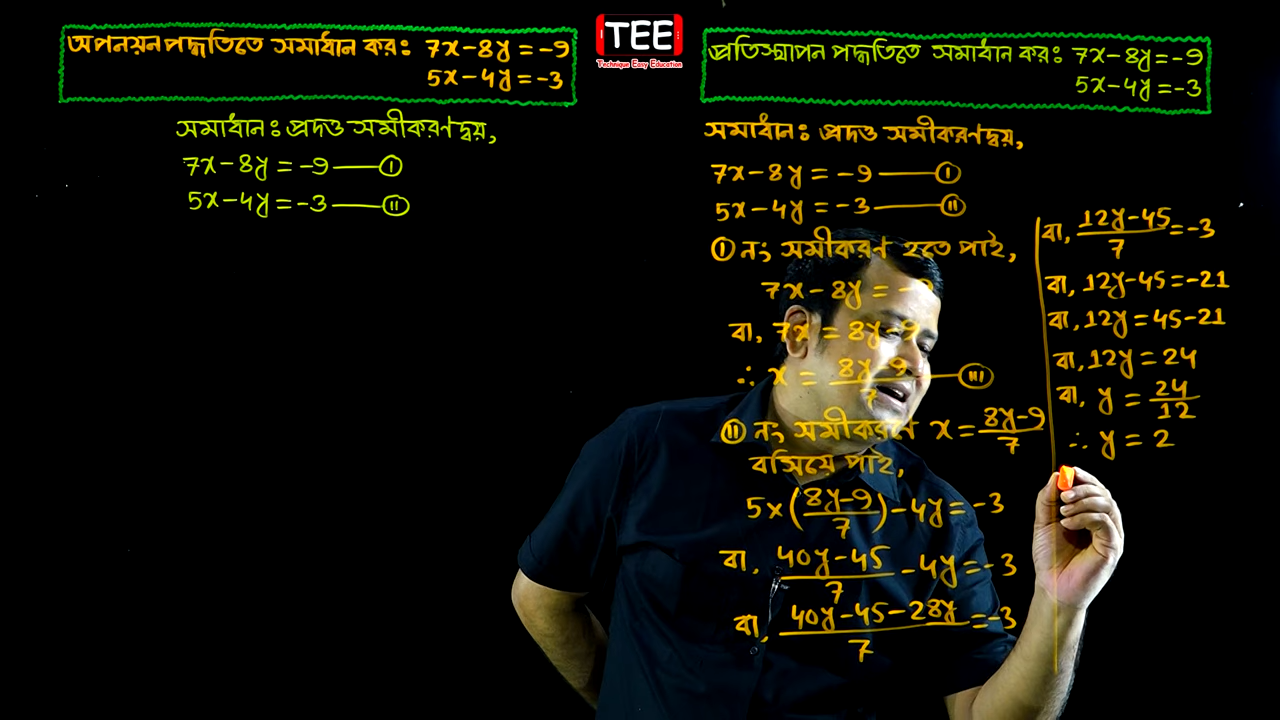 অপনয়ন পদ্ধতিতে সমাধান কর: 7x-8y=-9
5x-4y=-3
সমাধান: প্রদত্ত সমীকরণদ্বয়,
7x-8y=-9 — (i)
5x-4y=-3 — (ii)
TEE
Technique Easy Education
প্রতিস্থাপন পদ্ধতিতে সমাধান কর: 7x-8y=-9
5x-4y=-3
সমাধান: প্রদত্ত সমীকরণদ্বয়,
7x-8y=-9 — (i)
5x-4y=-3 — (ii)
(i) নং সমীকরণ হতে পাই,
7x-8y=-9
বা, 7x=8y-9
∴ x=(8y-9)/7 — (iii)
(ii) নং সমীকরণে x=(8y-9)/7
বসিয়ে পাই,
5×((8y-9)/7)-4y=-3
বা, (40y-45)/7-4y=-3
বা, (40y-45-28y)/7=-3
বা, (12y-45)/7=-3
বা, 12y-45=-21
বা, 12y=45-21
বা, 12y=24
বা, y=24/12
∴ y=2